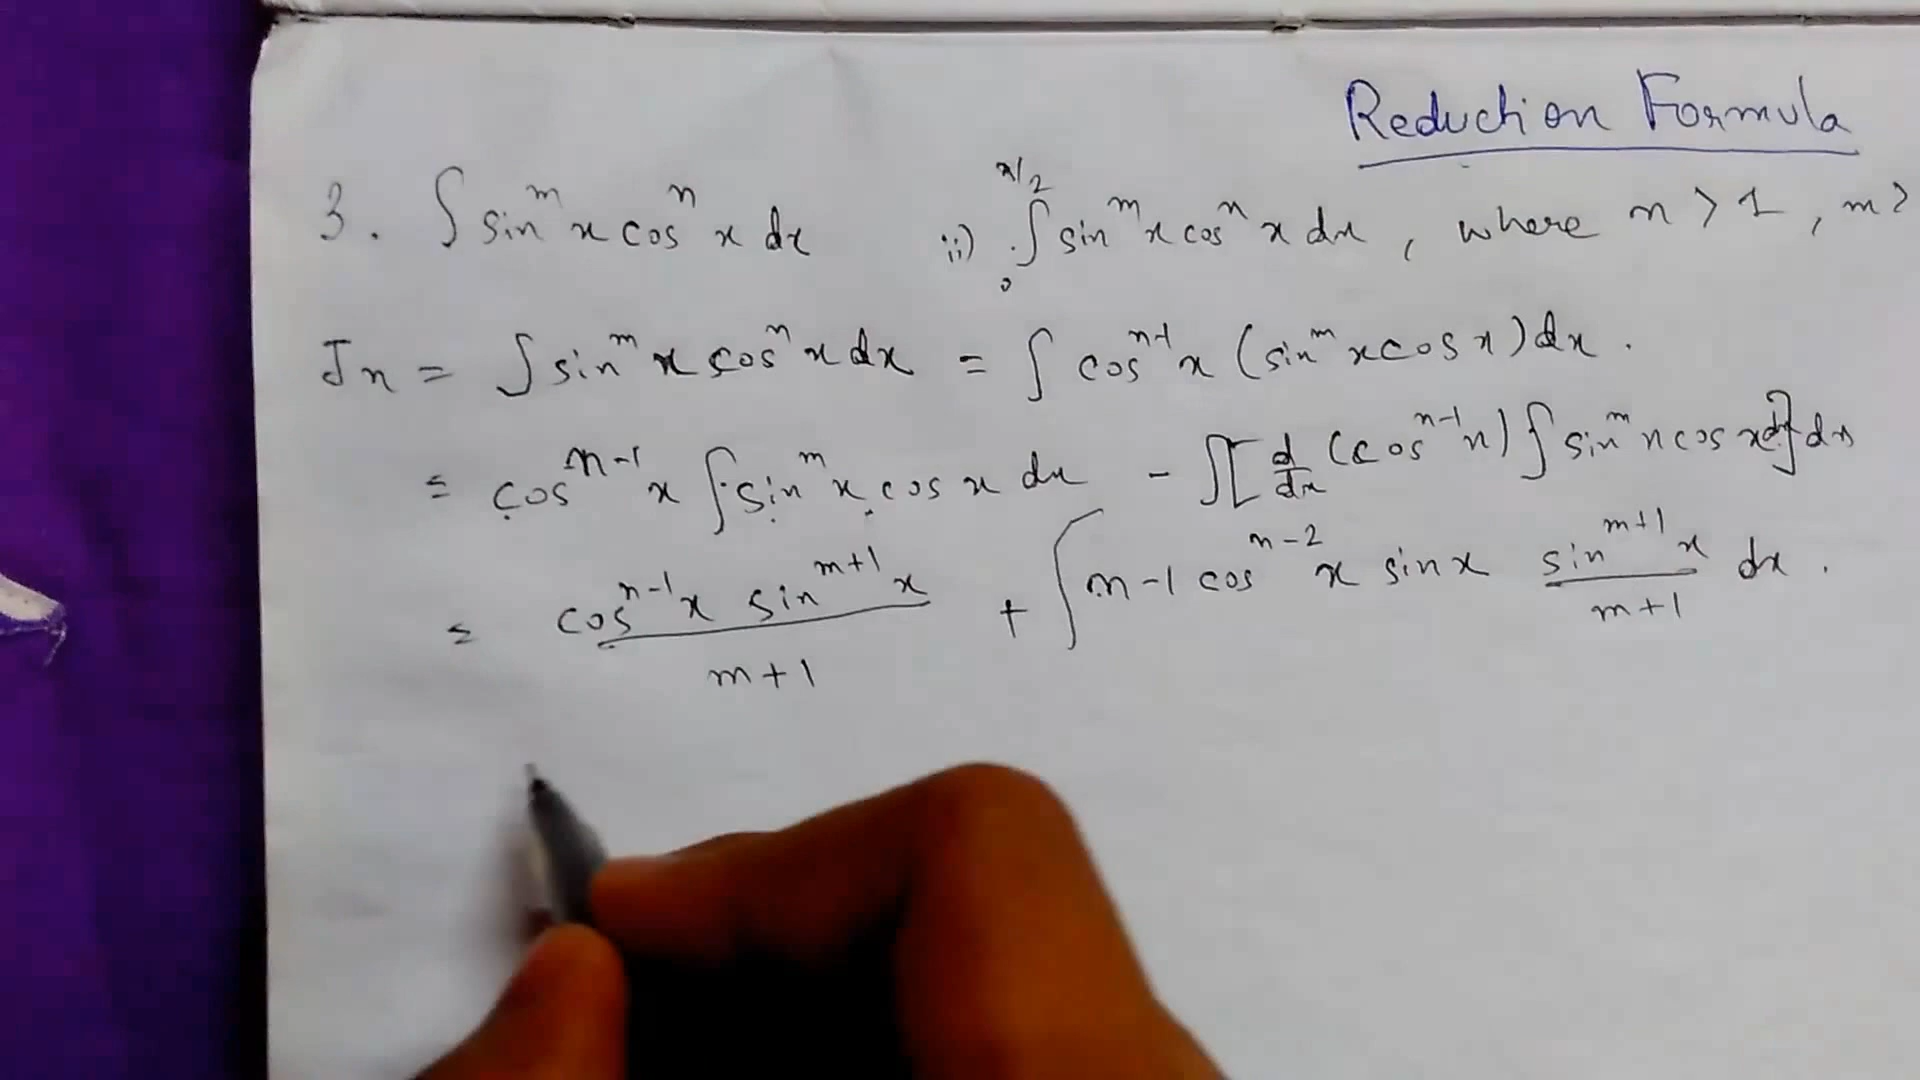 Reduction Formula
3. ∫ sin^m x cos^n x dx    ii) ∫_0^{π/2} sin^m x cos^n x dx, where n > 1, m >
J_n = ∫ sin^m x cos^n x dx = ∫ cos^{n-1} x (sin^m x cos x) dx.
= cos^{n-1} x ∫ sin^m x cos x dx - ∫[d/dx (cos^{n-1} x) ∫ sin^m x cos x dx] dx
= (cos^{n-1} x sin^{m+1} x)/(m+1) + ∫ n-1 cos^{n-2} x sin x (sin^{m+1} x)/(m+1) dx.